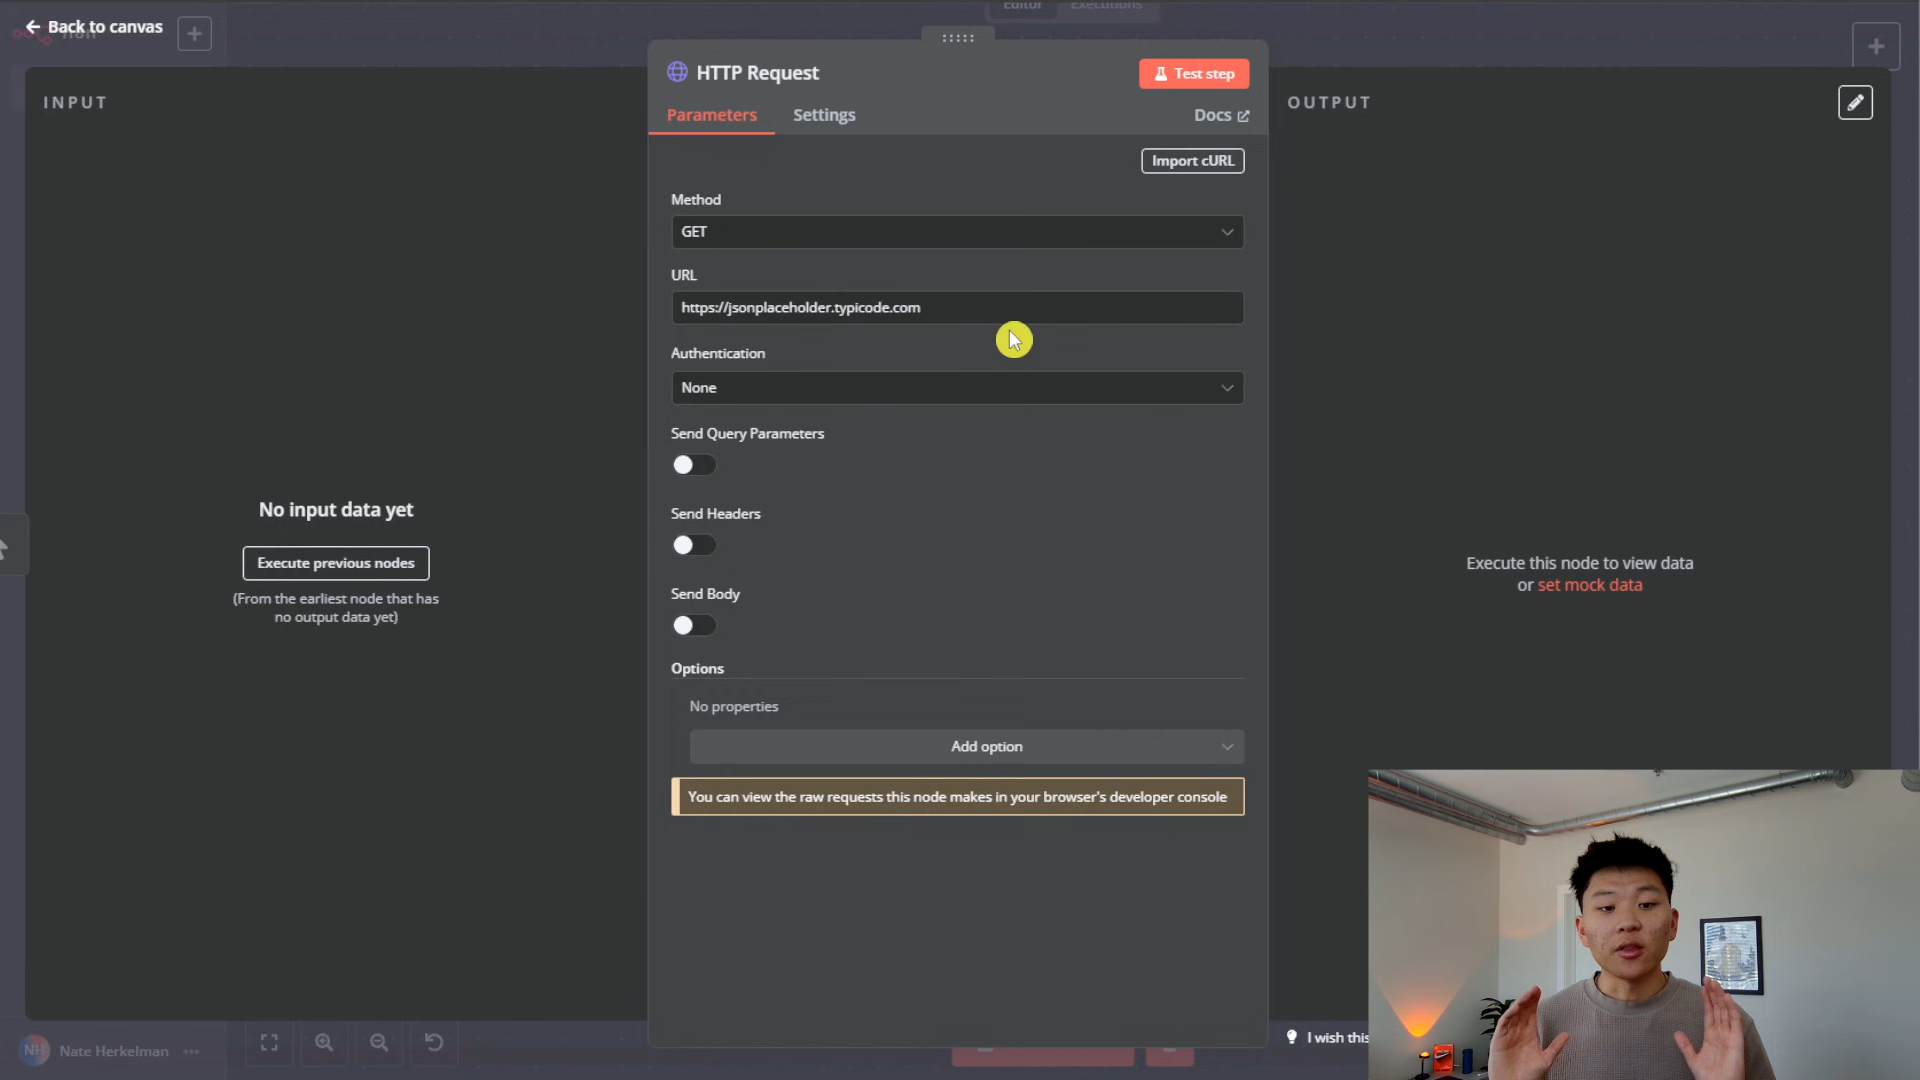 Editor
Executions
Back to canvas
+
+
HTTP Request
Test step
INPUT
OUTPUT
Parameters
Settings
Docs
Import cURL
Method
GET
URL
https://jsonplaceholder.typicode.com
Authentication
None
Send Query Parameters
Send Headers
No input data yet
Execute previous nodes
(From the earliest node that has
no output data yet)
Execute this node to view data
or set mock data
Send Body
Options
No properties
Add option
You can view the raw requests this node makes in your browser's developer console
NH
Nate Herkelman
I wish this